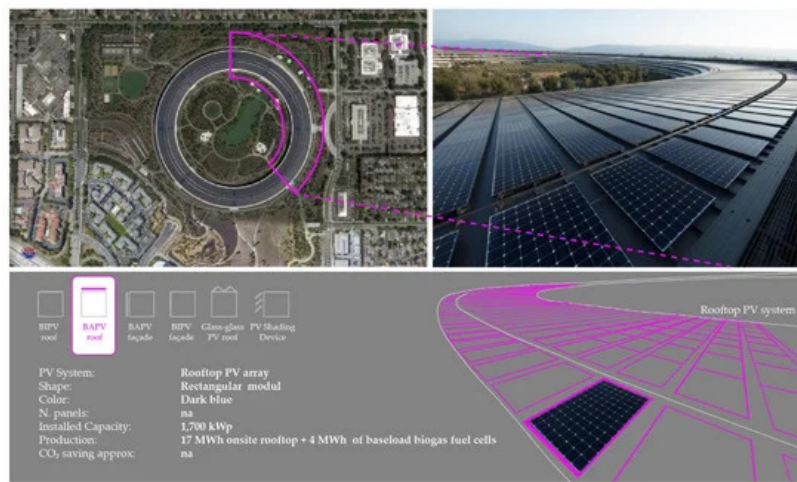 BIPV
roof
BAPV
roof
BAPV
façade
BIPV
façade
Glass-glass
PV roof
PV Shading
Device
Rooftop PV system
PV System: Rooftop PV array
Shape: Rectangular modul
Color: Dark blue
N. panels: na
Installed Capacity: 1,700 kWp
Production: 17 MWh onsite rooftop + 4 MWh of baseload biogas fuel cells
CO₂ saving approx: na